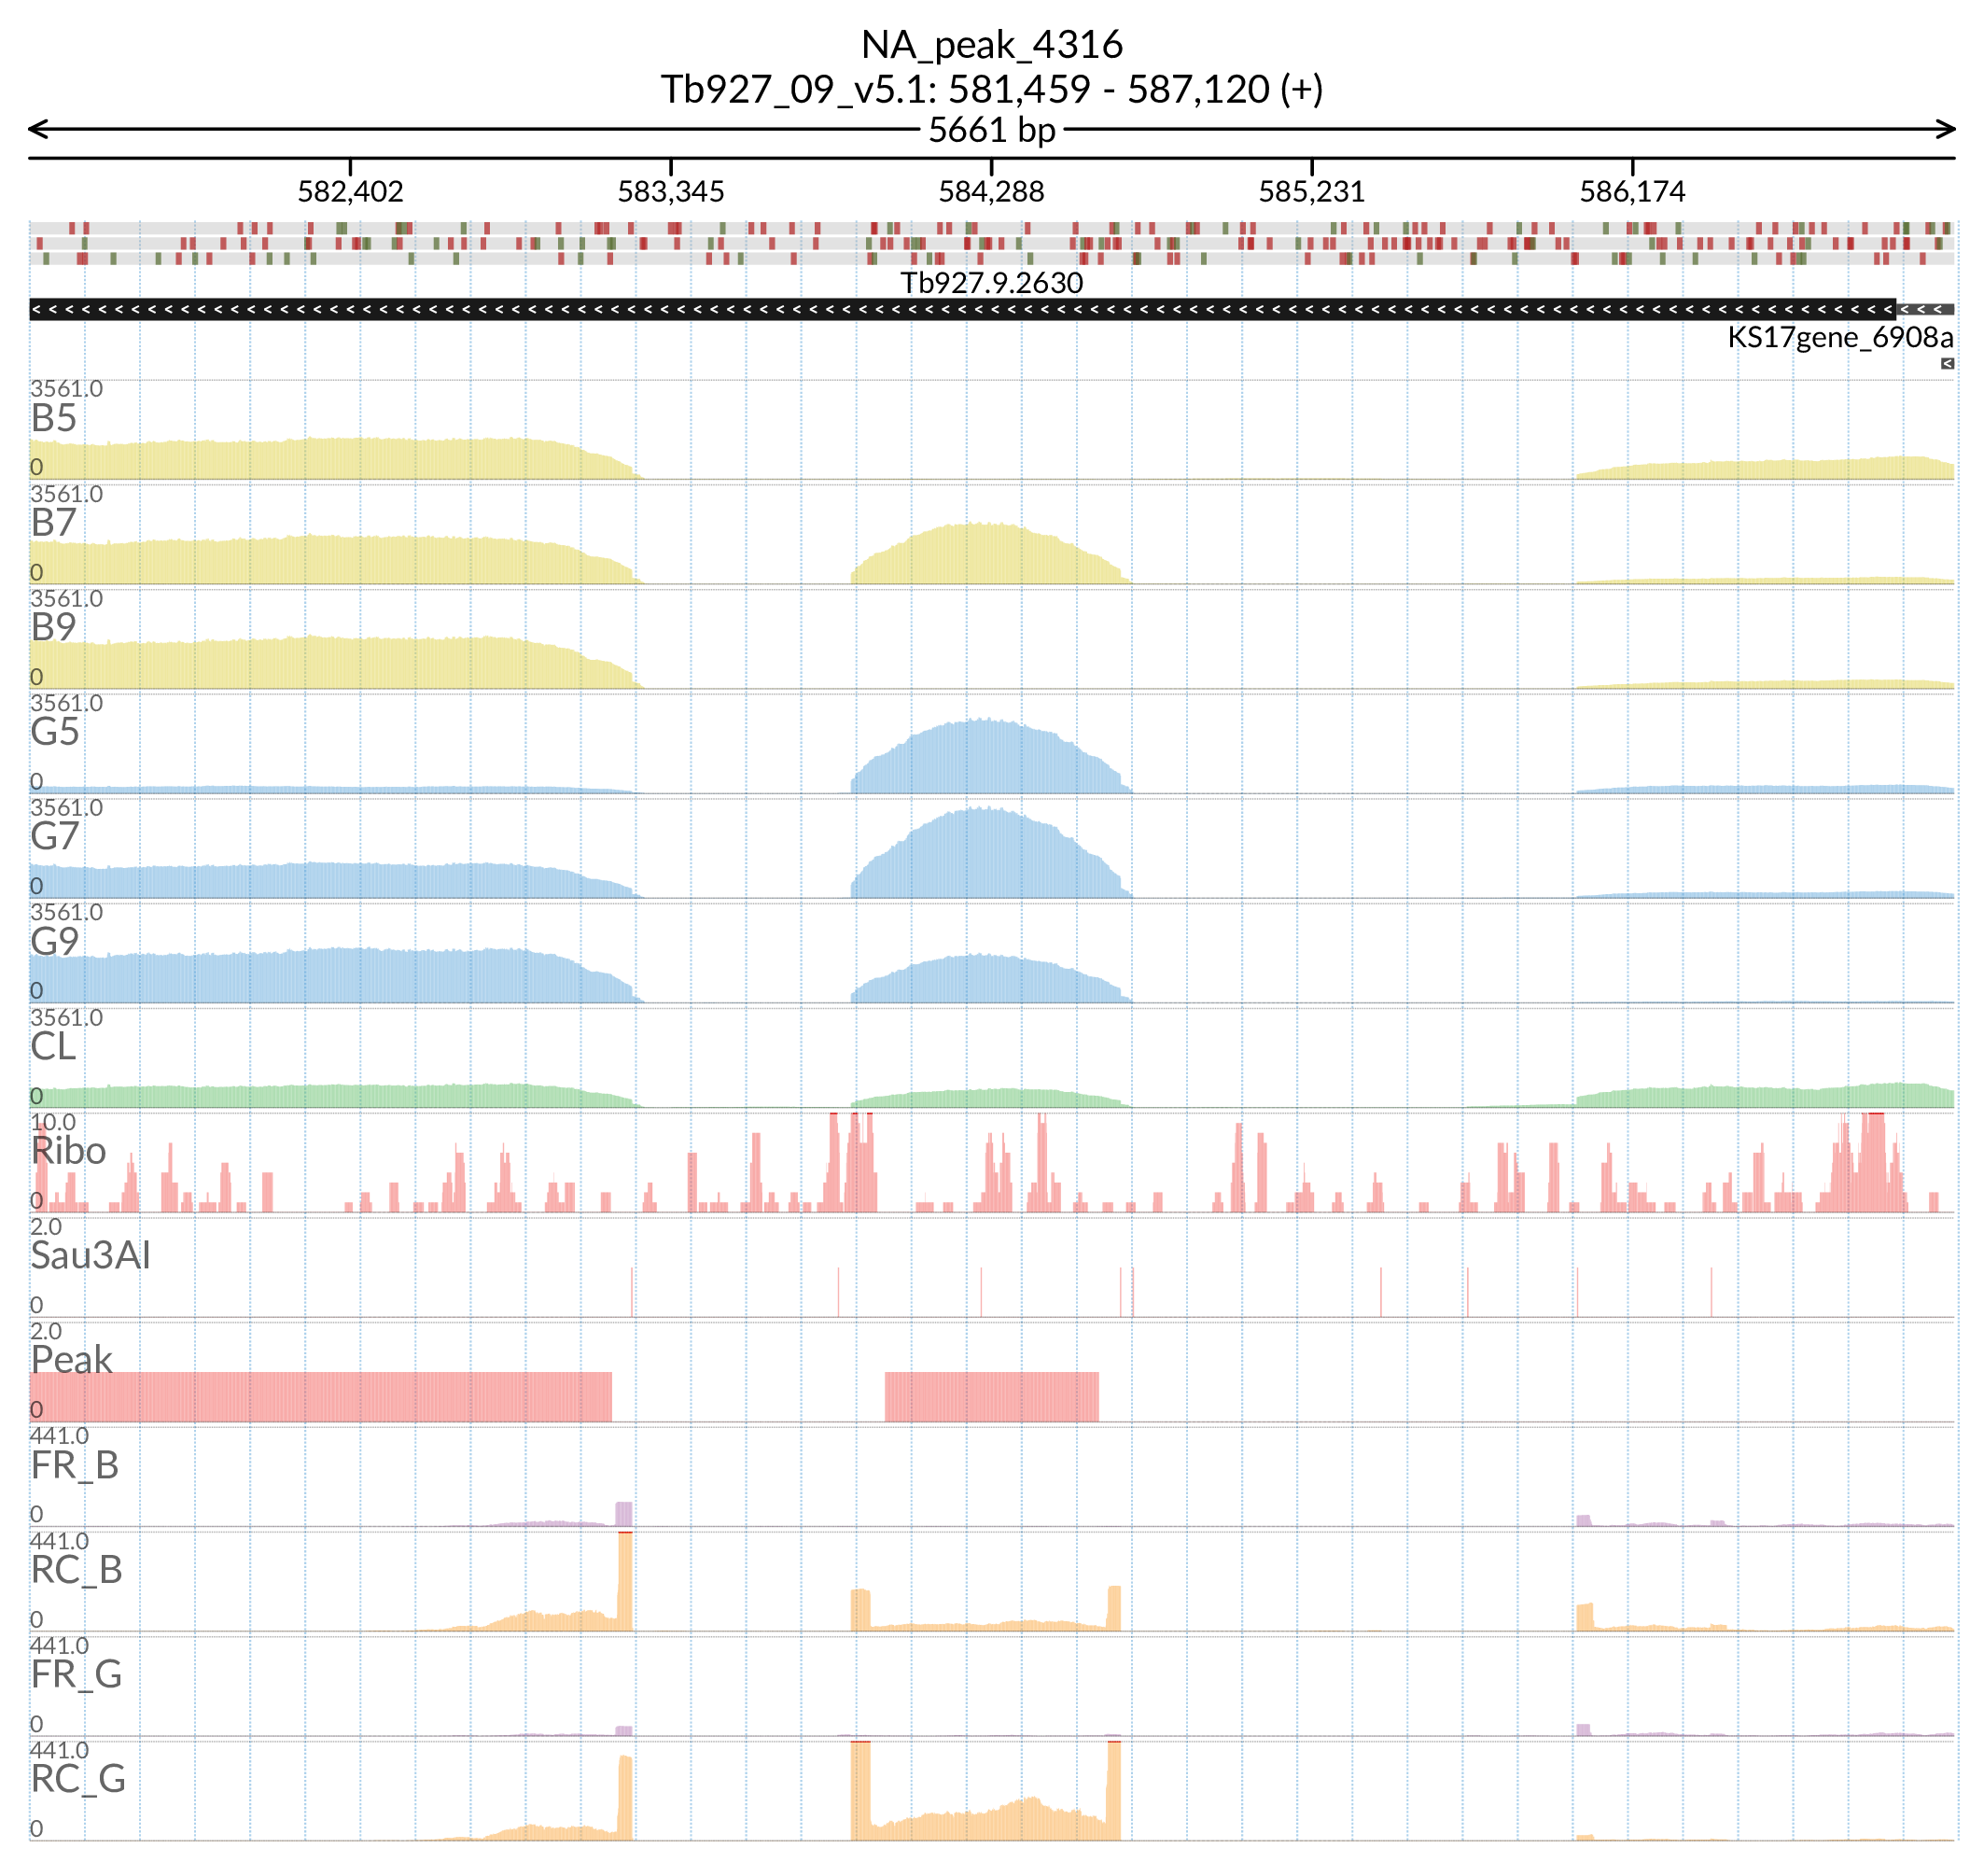 NA_peak_4316
Tb927_09_v5.1: 581,459 - 587,120 (+)
5661 bp
582,402 583,345 584,288 585,231 586,174
Tb927.9.2630
KS17gene_6908a
3561.0
B5
0
3561.0
B7
0
3561.0
B9
0
3561.0
G5
0
3561.0
G7
0
3561.0
G9
0
3561.0
CL
0
10.0
Ribo
0
2.0
Sau3AI
0
2.0
Peak
0
441.0
FR_B
0
441.0
RC_B
0
441.0
FR_G
0
441.0
RC_G
0